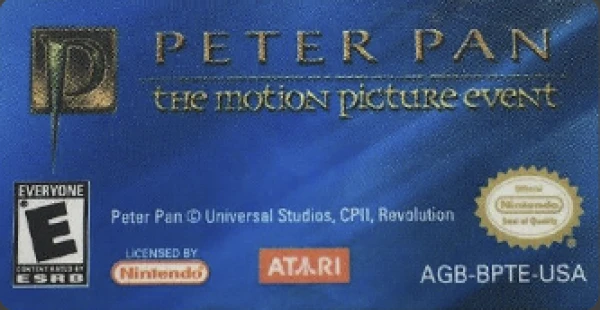 P
PETER PAN
the motion picture event
EVERYONE
E
CONTENT RATED BY
ESRB
Peter Pan © Universal Studios, CPII, Revolution
LICENSED BY
Nintendo
ATARI
Official
Nintendo
Seal of Quality
AGB-BPTE-USA